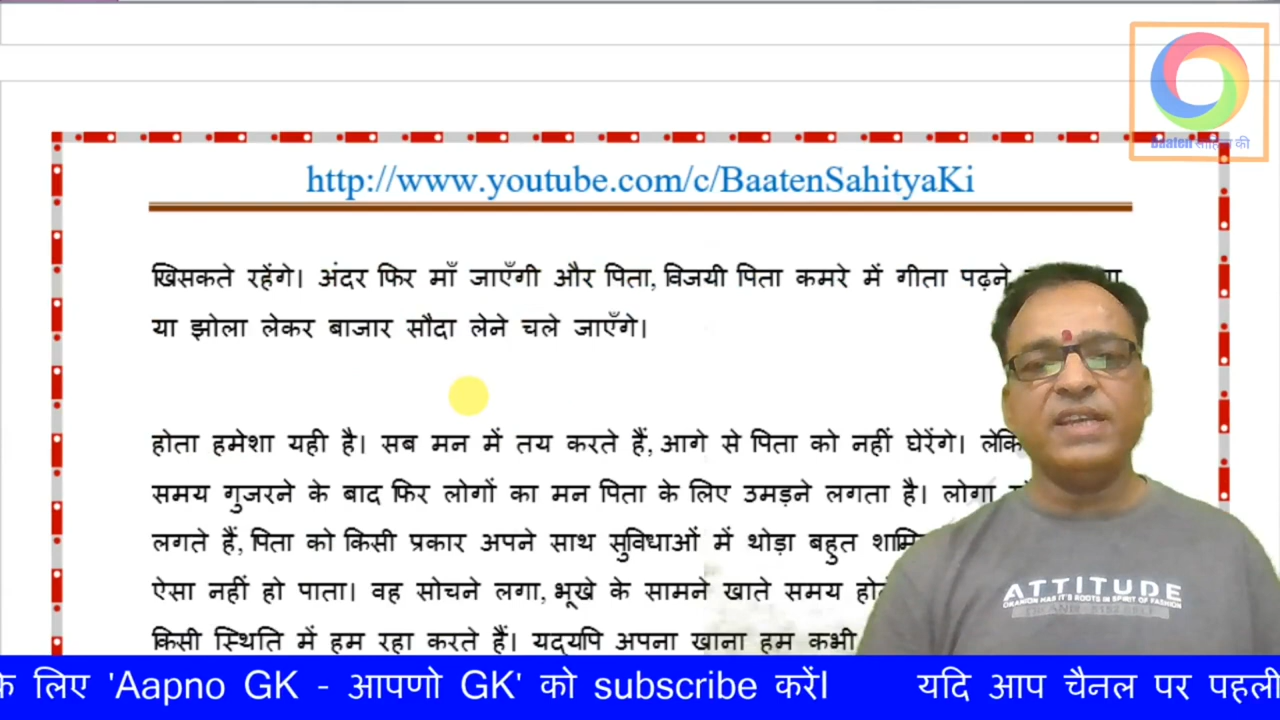 Baaten साहित्य की
http://www.youtube.com/c/BaatenSahityaKi
खिसकते रहेंगे। अंदर फिर माँ जाएँगी और पिता, विजयी पिता कमरे में गीता पढ़ने
या झोला लेकर बाजार सौदा लेने चले जाएँगे।
होता हमेशा यही है। सब मन में तय करते हैं, आगे से पिता को नहीं घेरेंगे।
समय गुजरने के बाद फिर लोगों का मन पिता के लिए उमड़ने लगता है।
लगते हैं, पिता को किसी प्रकार अपने साथ सुविधाओं में थोड़ा बहुत
ऐसा नहीं हो पाता। वह सोचने लगा, भूखे के सामने खाते समय
किसी स्थिति में हम रहा करते हैं। यद्यपि अपना खाना हम कभी
ATTITUDE
के लिए 'Aapno GK - आपणो GK' को subscribe करें। यदि आप चैनल पर पहली